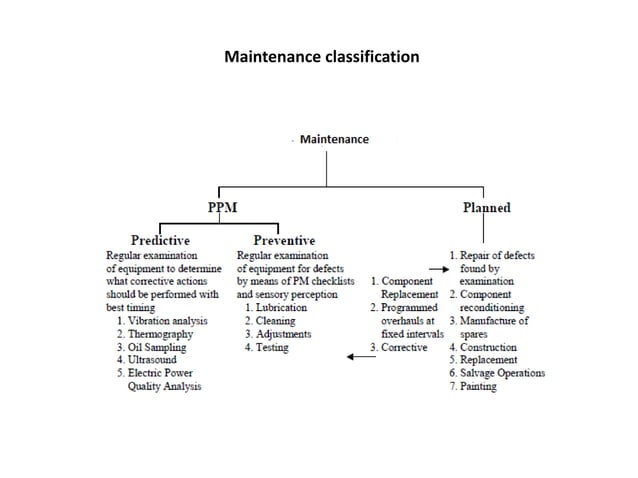 Maintenance classification
Maintenance
PPM
Planned
Predictive
Regular examination
of equipment to determine
what corrective actions
should be performed with
best timing
1. Vibration analysis
2. Thermography
3. Oil Sampling
4. Ultrasound
5. Electric Power
Quality Analysis
Preventive
Regular examination
of equipment for defects
by means of PM checklists
and sensory perception
1. Lubrication
2. Cleaning
3. Adjustments
4. Testing
1. Component
Replacement
2. Programmed
overhauls at
fixed intervals
3. Corrective
1. Repair of defects
found by
examination
2. Component
reconditioning
3. Manufacture of
spares
4. Construction
5. Replacement
6. Salvage Operations
7. Painting